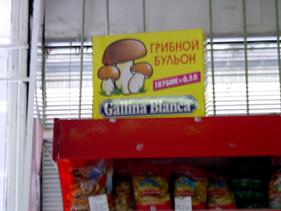 ГРИБНОЙ
БУЛЬОН
1 КУБИК = 0,5 Л
Gallina Blanca